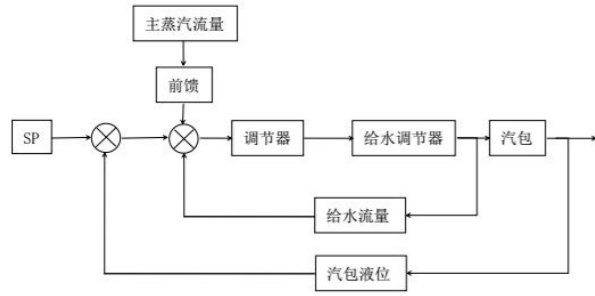 主蒸汽流量
前馈
SP
调节器
给水调节器
汽包
给水流量
汽包液位